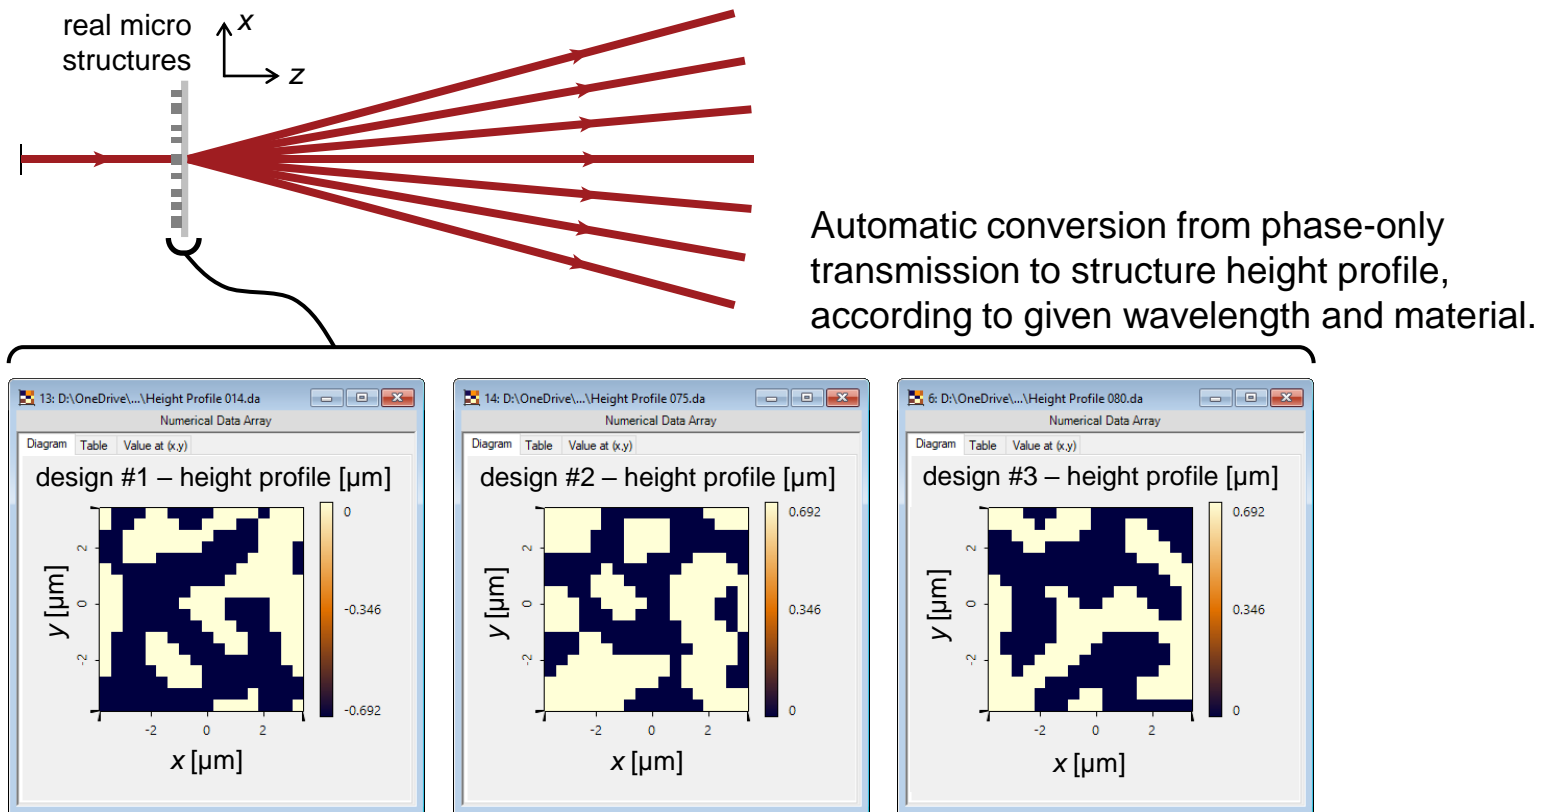 real micro
structures
x
z
Automatic conversion from phase-only
transmission to structure height profile,
according to given wavelength and material.
13: D:\OneDrive\...\Height Profile 014.da
Numerical Data Array
Diagram Table Value at (x,y)
design #1 – height profile [µm]
0
-0.346
-0.692
y [µm]
2
0
-2
-2 0 2
x [µm]
14: D:\OneDrive\...\Height Profile 075.da
Numerical Data Array
Diagram Table Value at (x,y)
design #2 – height profile [µm]
0.692
0.346
0
y [µm]
2
0
-2
-2 0 2
x [µm]
6: D:\OneDrive\...\Height Profile 080.da
Numerical Data Array
Diagram Table Value at (x,y)
design #3 – height profile [µm]
0.692
0.346
0
y [µm]
2
0
-2
-2 0 2
x [µm]